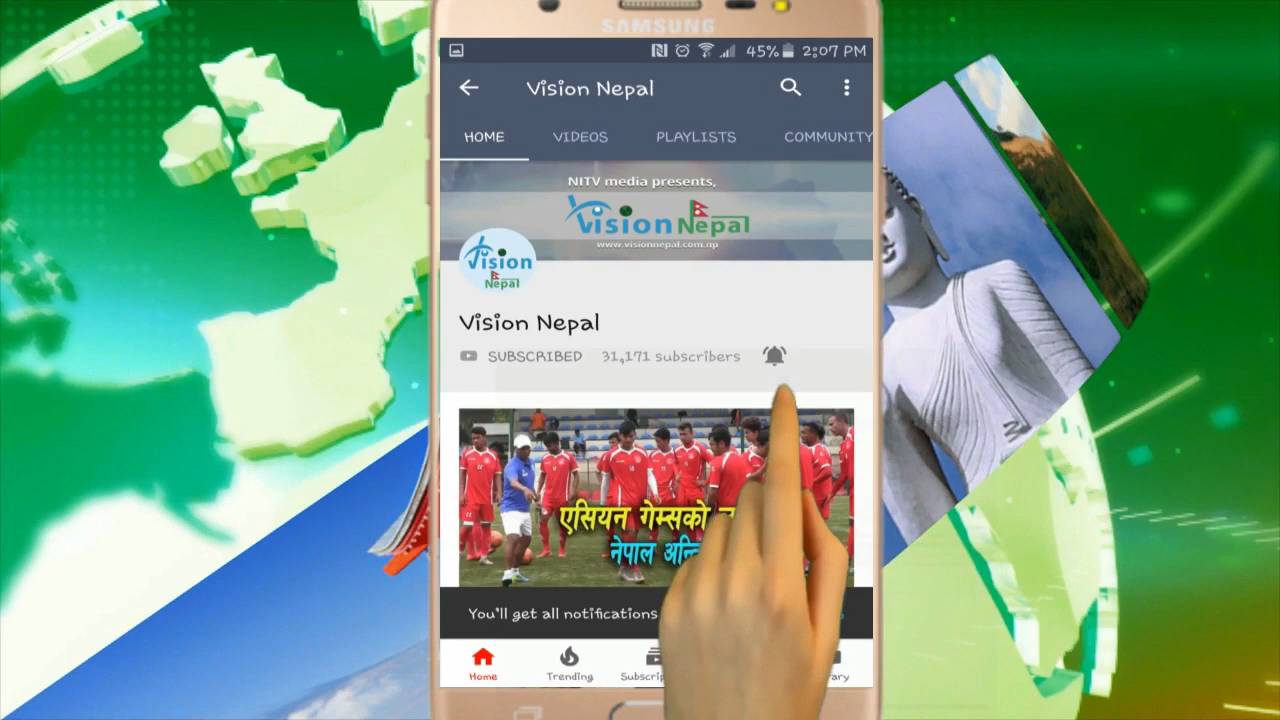 SAMSUNG
45% 2:07 PM
Vision Nepal
HOME VIDEOS PLAYLISTS COMMUNITY
NITV media presents,
Vision Nepal
www.visionnepal.com.np
Vision
Nepal
Vision Nepal
SUBSCRIBED 31,171 subscribers
एसियन गेम्सको
नेपाल
You'll get all notifications
Home Trending